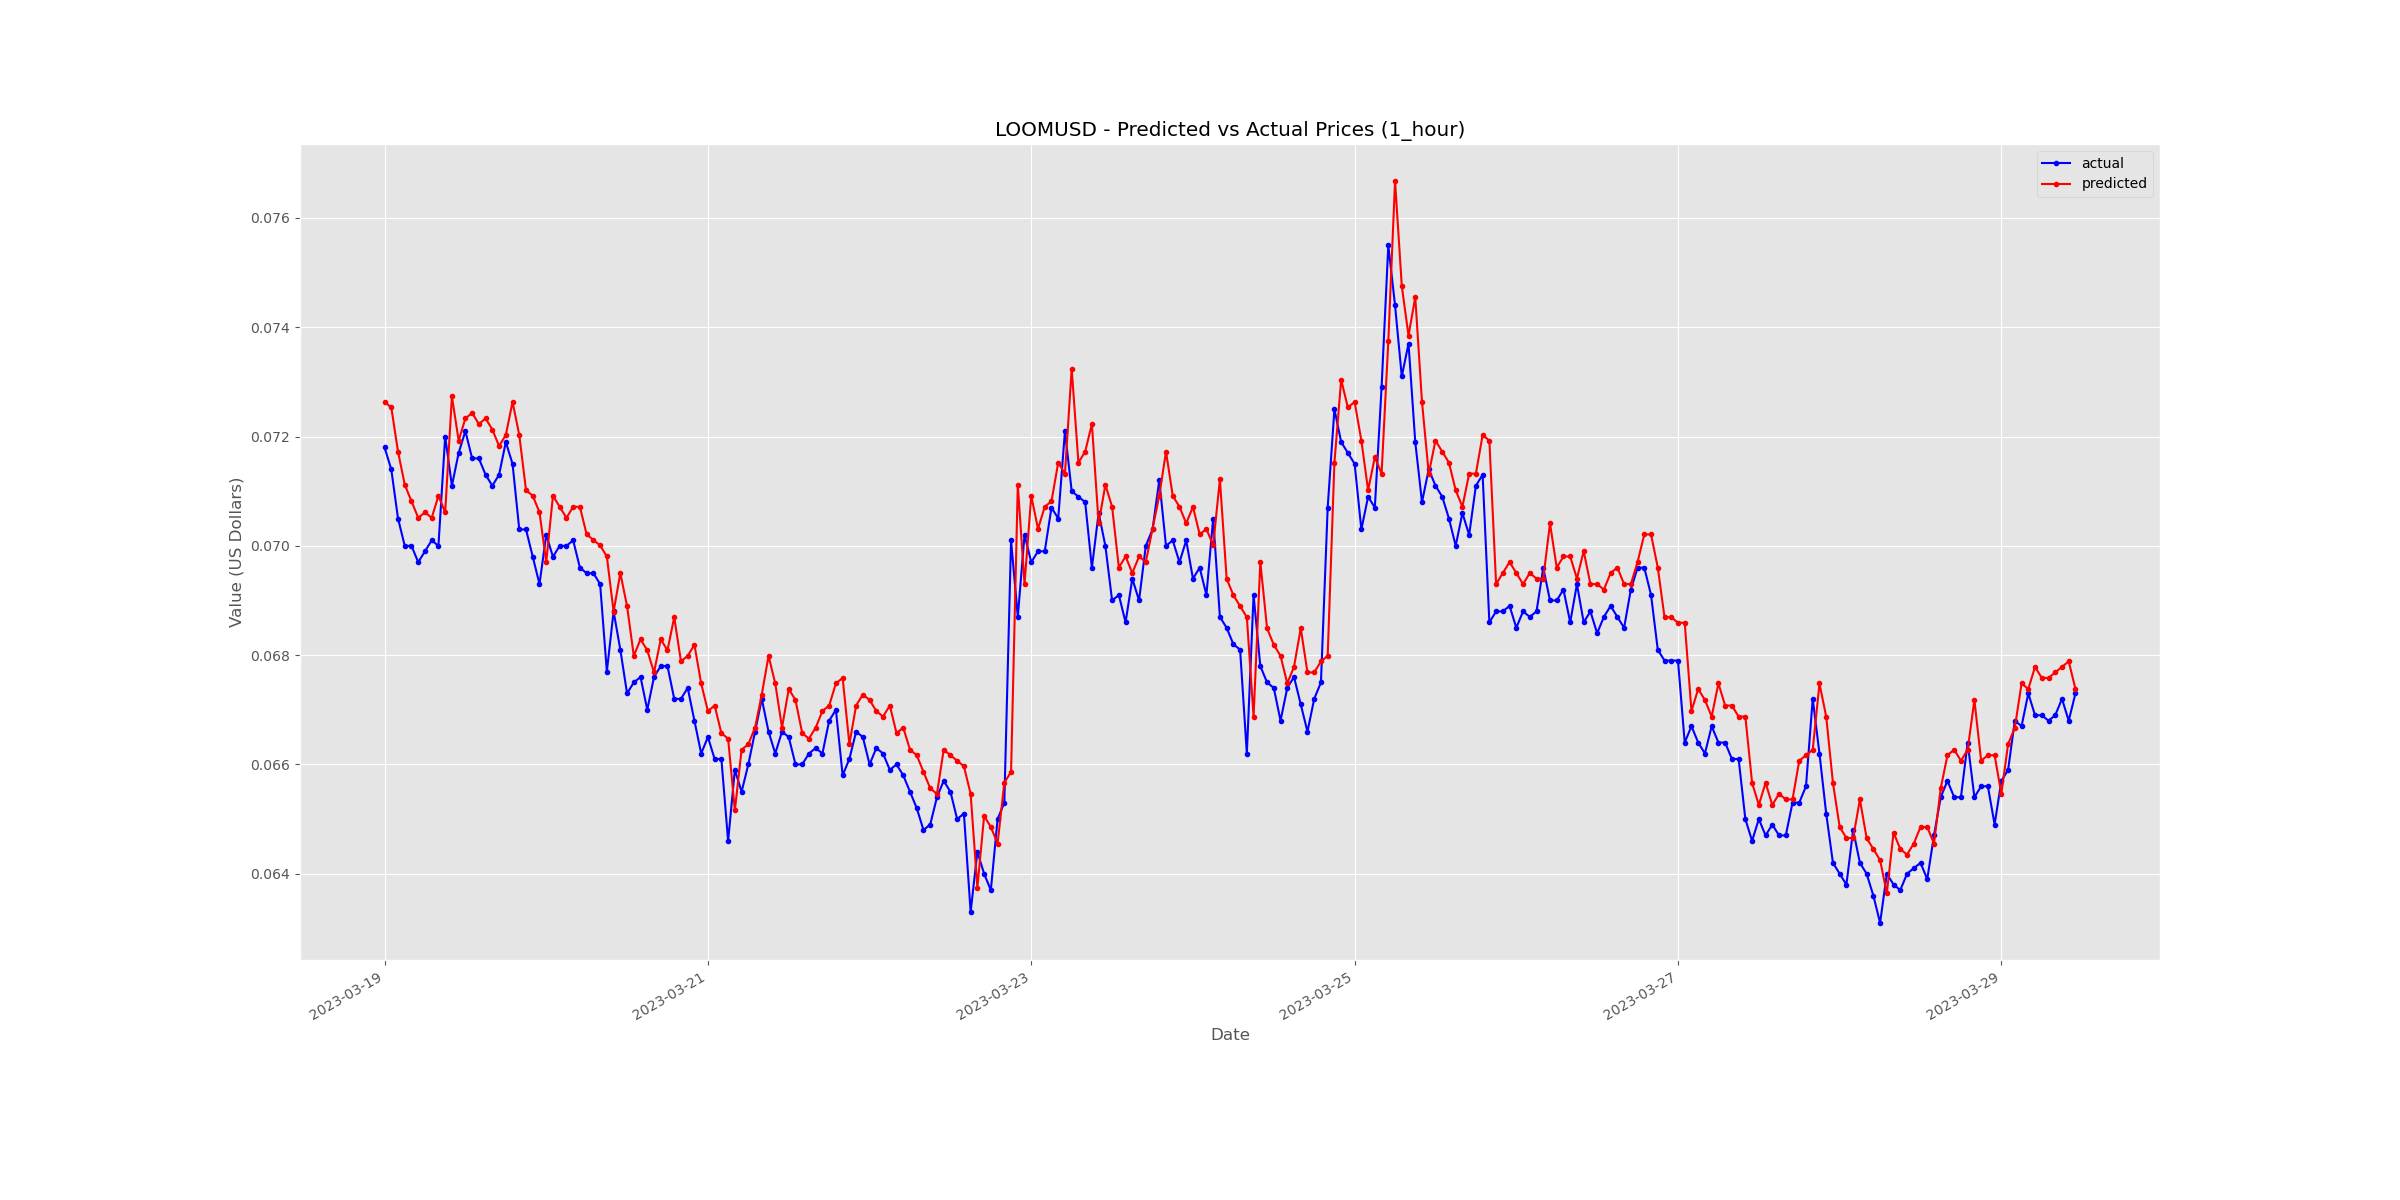 LOOMUSD - Predicted vs Actual Prices (1_hour)
actual
predicted
0.076
0.074
0.072
0.070
0.068
0.066
0.064
Value (US Dollars)
2023-03-19
2023-03-21
2023-03-23
2023-03-25
2023-03-27
2023-03-29
Date